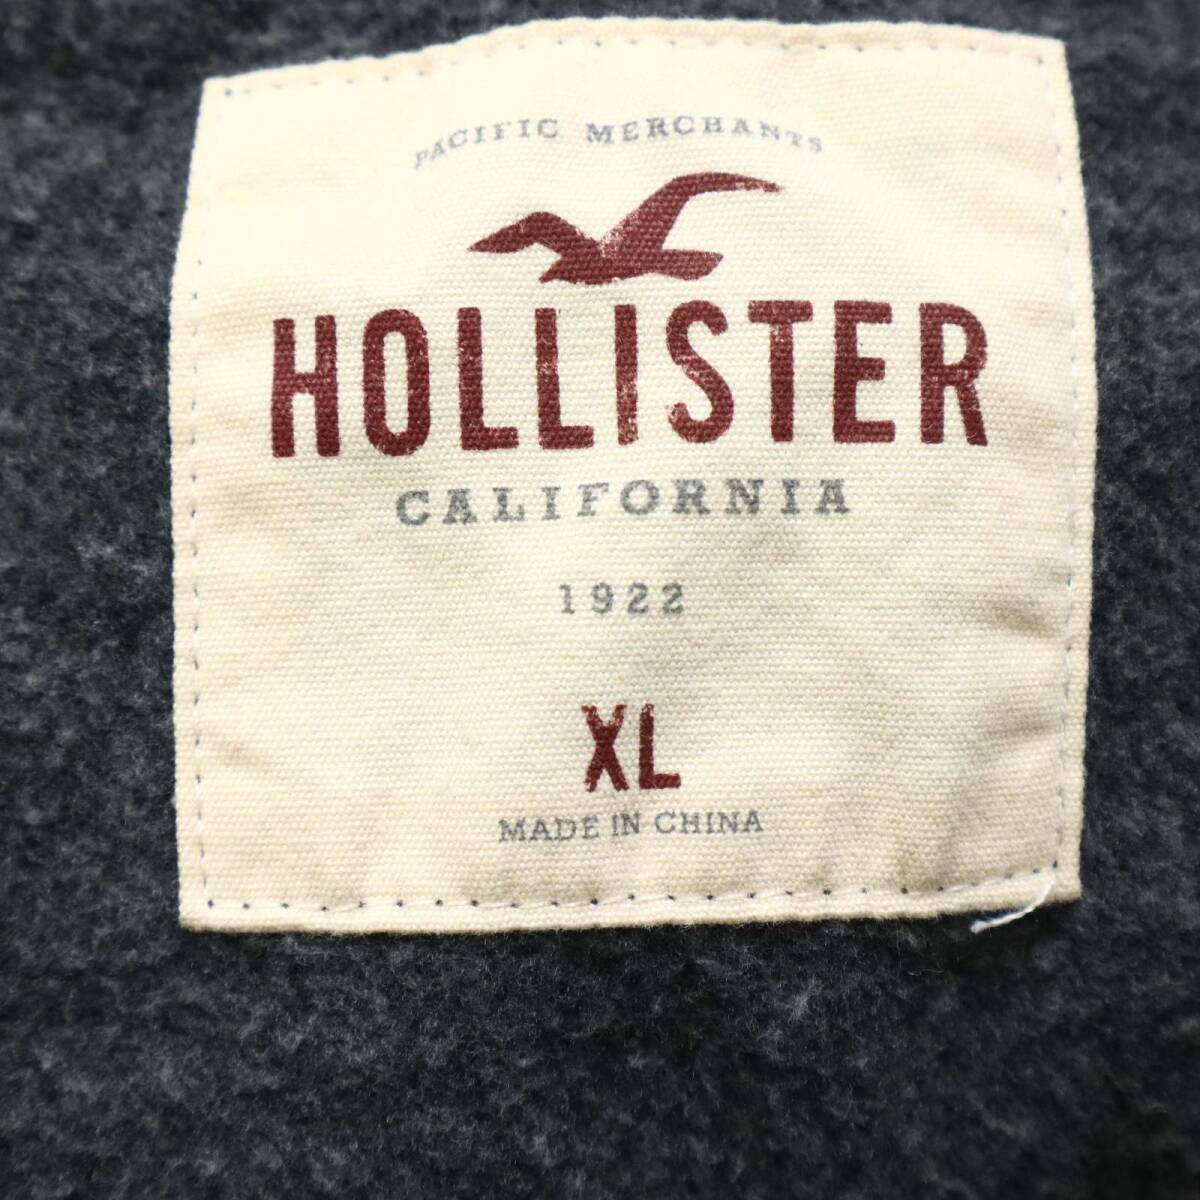 PACIFIC MERCHANTS
HOLLISTER
CALIFORNIA
1922
XL
MADE IN CHINA